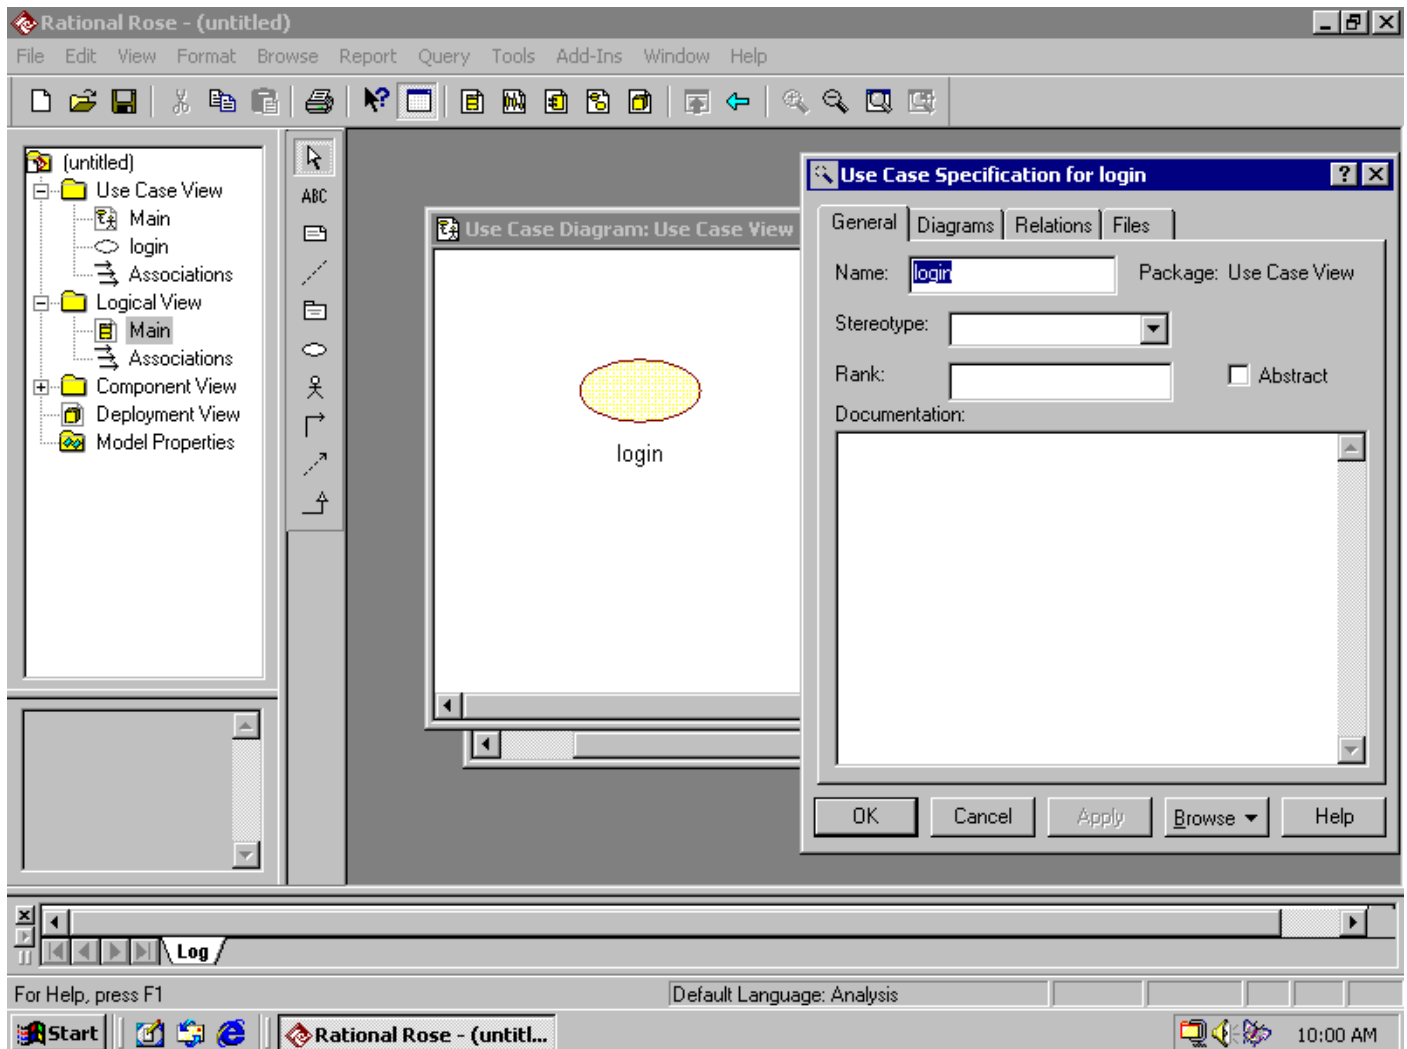 Rational Rose - (untitled)
File Edit View Format Browse Report Query Tools Add-Ins Window Help
(untitled)
Use Case View
Main
login
Associations
Logical View
Main
Associations
Component View
Deployment View
Model Properties
ABC
Use Case Diagram: Use Case View
login
Use Case Specification for login
General Diagrams Relations Files
Name: login Package: Use Case View
Stereotype:
Rank: Abstract
Documentation:
OK Cancel Apply Browse Help
Log
For Help, press F1 Default Language: Analysis
Start Rational Rose - (untitl... 10:00 AM